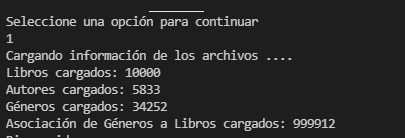 Seleccione una opción para continuar
1
Cargando información de los archivos ....
Libros cargados: 10000
Autores cargados: 5833
Géneros cargados: 34252
Asociación de Géneros a Libros cargados: 999912